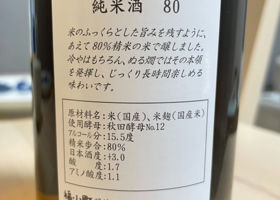 純米酒 80
米のふっくらとした旨みを残すように、
あえて80%精米の米で醸しました。
冷やはもちろん、ぬる燗ではその本領
を発揮し、じっくり長時間楽しめる
味わいです。
原材料名:米(国産)、米麹(国産米)
使用酵母:秋田酵母No.12
アルコール分:15.5度
精米歩合:80%
日本酒度:+3.0
酸 度:1.7
アミノ酸度:1.1